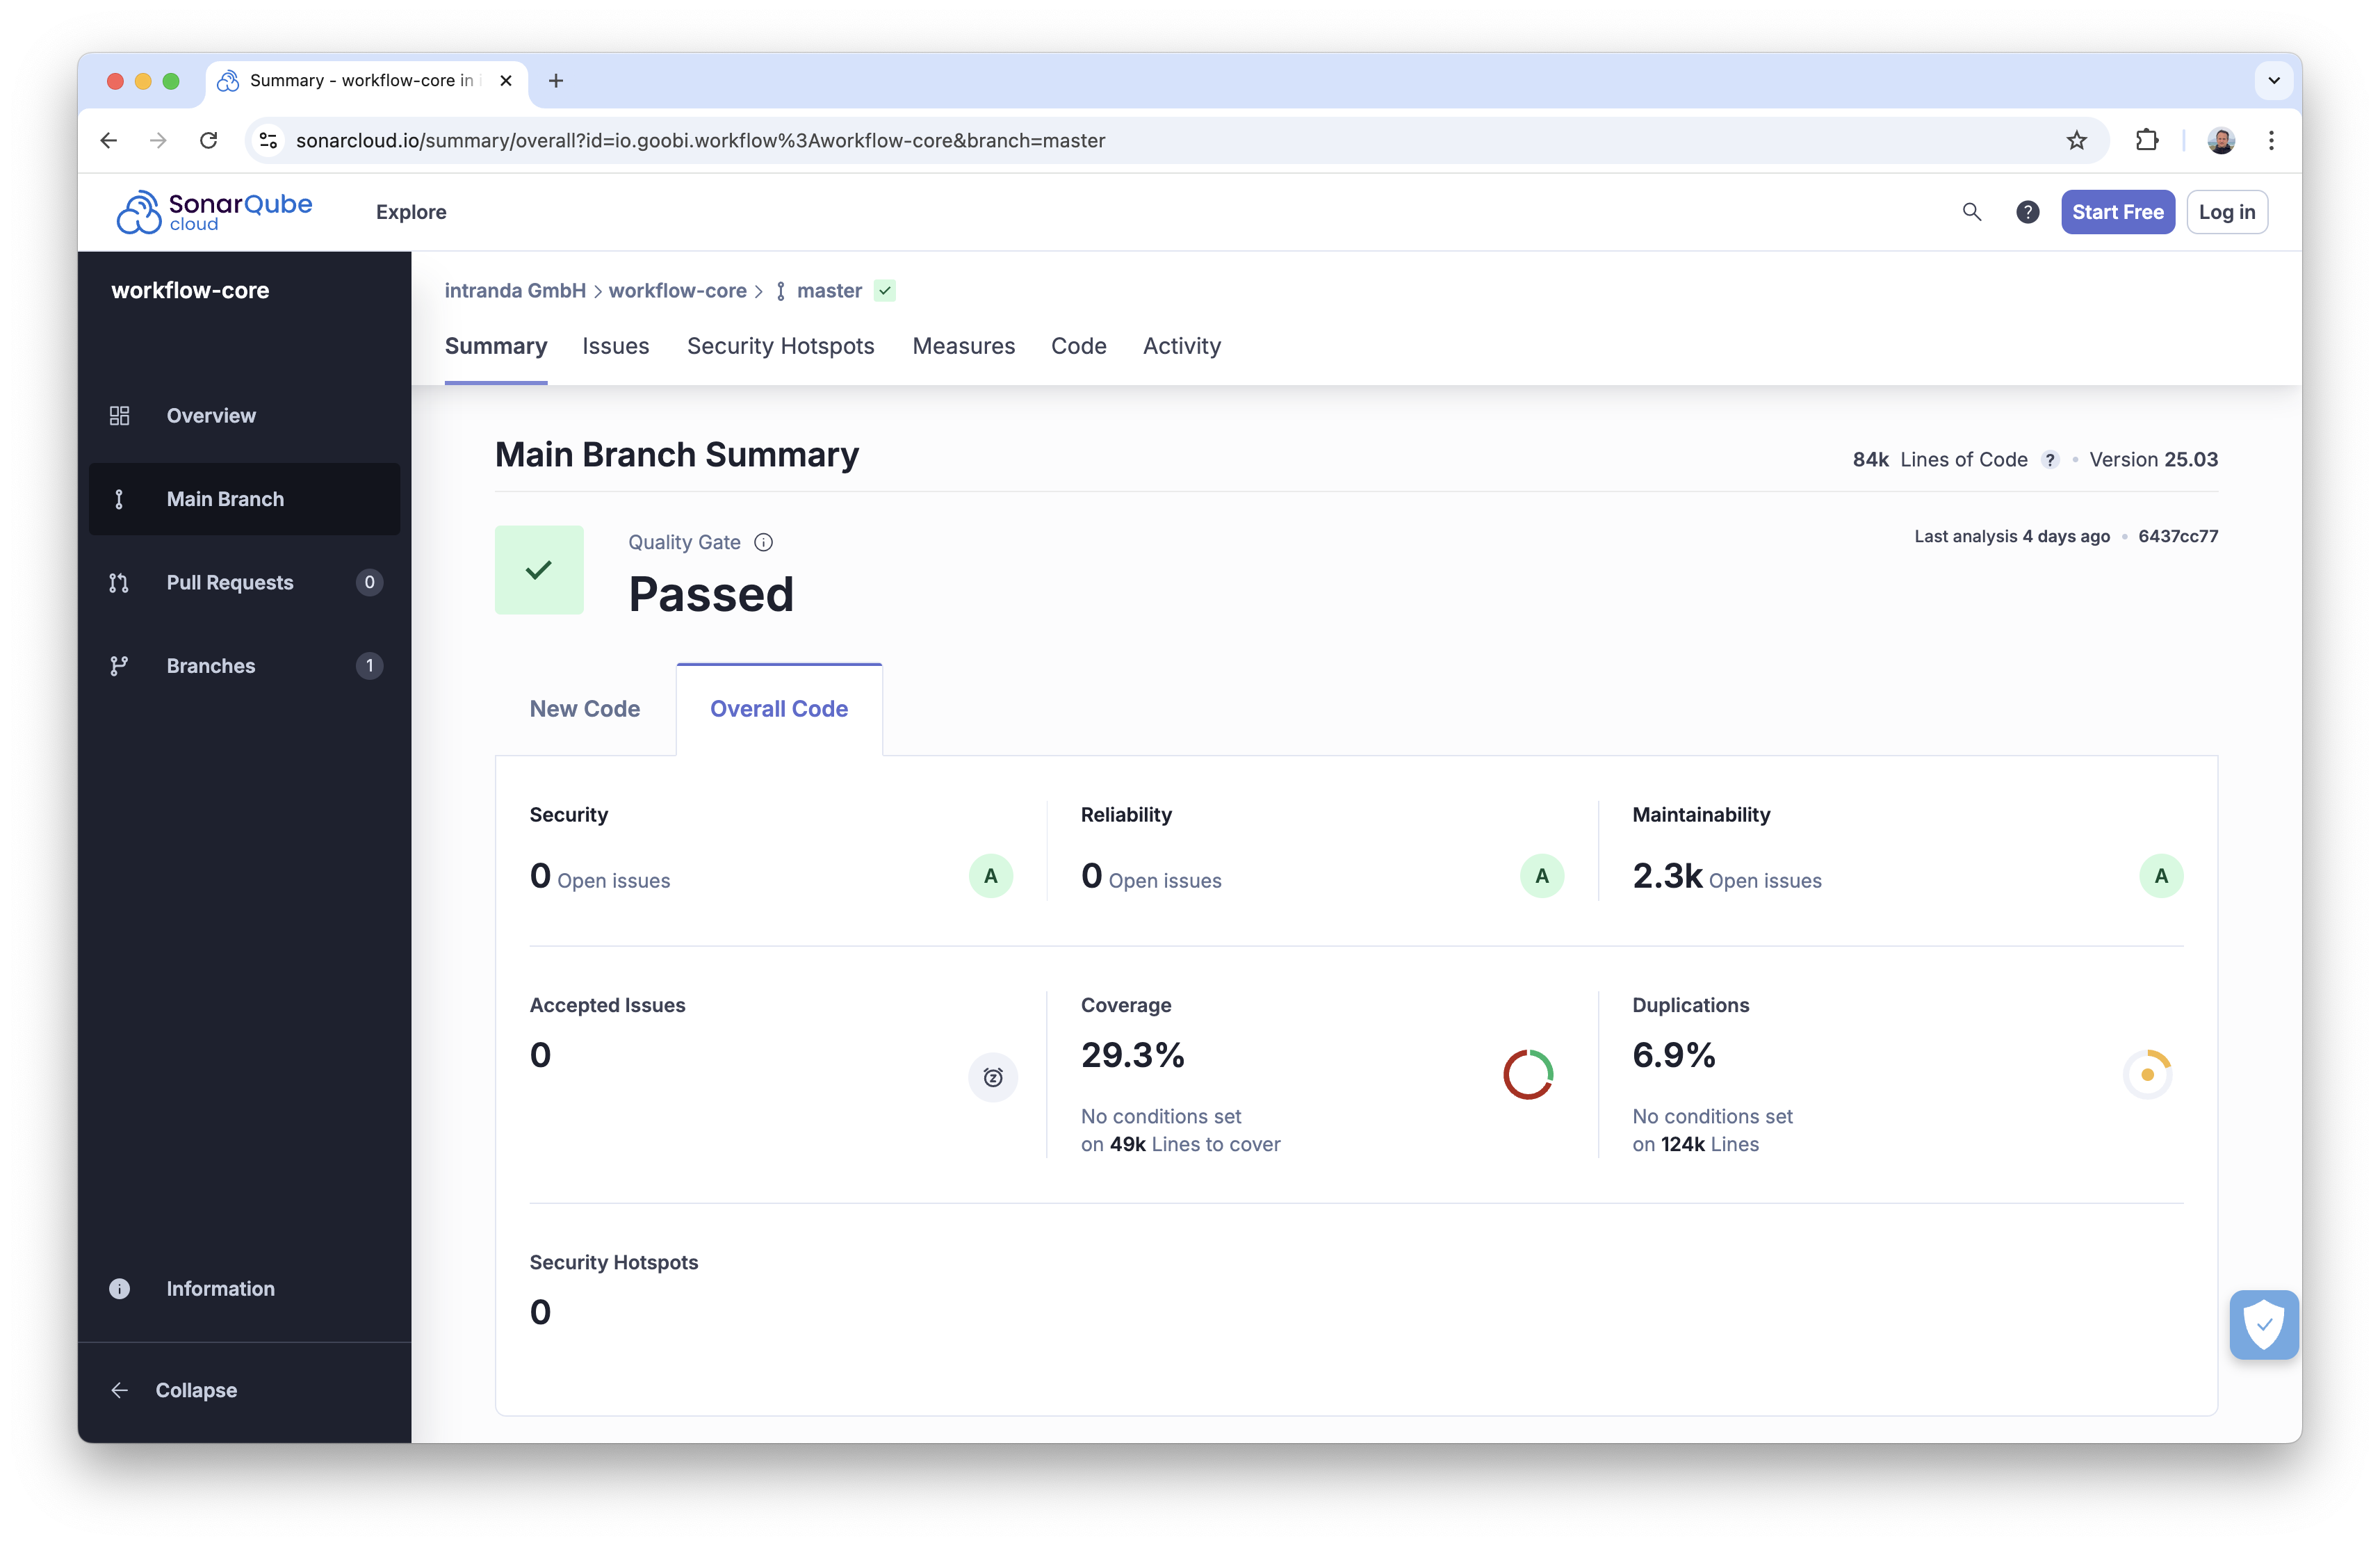 Summary - workflow-core in
sonarcloud.io/summary/overall?id=io.goobi.workflow%3Aworkflow-core&branch=master
SonarQube
cloud
Explore
?
Start Free
Log in
workflow-core
intranda GmbH > workflow-core > master
Summary
Issues
Security Hotspots
Measures
Code
Activity
Overview
Main Branch
Pull Requests 0
Branches 1
Information
Collapse
Main Branch Summary
84k Lines of Code ? • Version 25.03
Quality Gate
Passed
Last analysis 4 days ago • 6437cc77
New Code
Overall Code
Security
0 Open issues
A
Reliability
0 Open issues
A
Maintainability
2.3k Open issues
A
Accepted Issues
0
Coverage
29.3%
No conditions set
on 49k Lines to cover
Duplications
6.9%
No conditions set
on 124k Lines
Security Hotspots
0